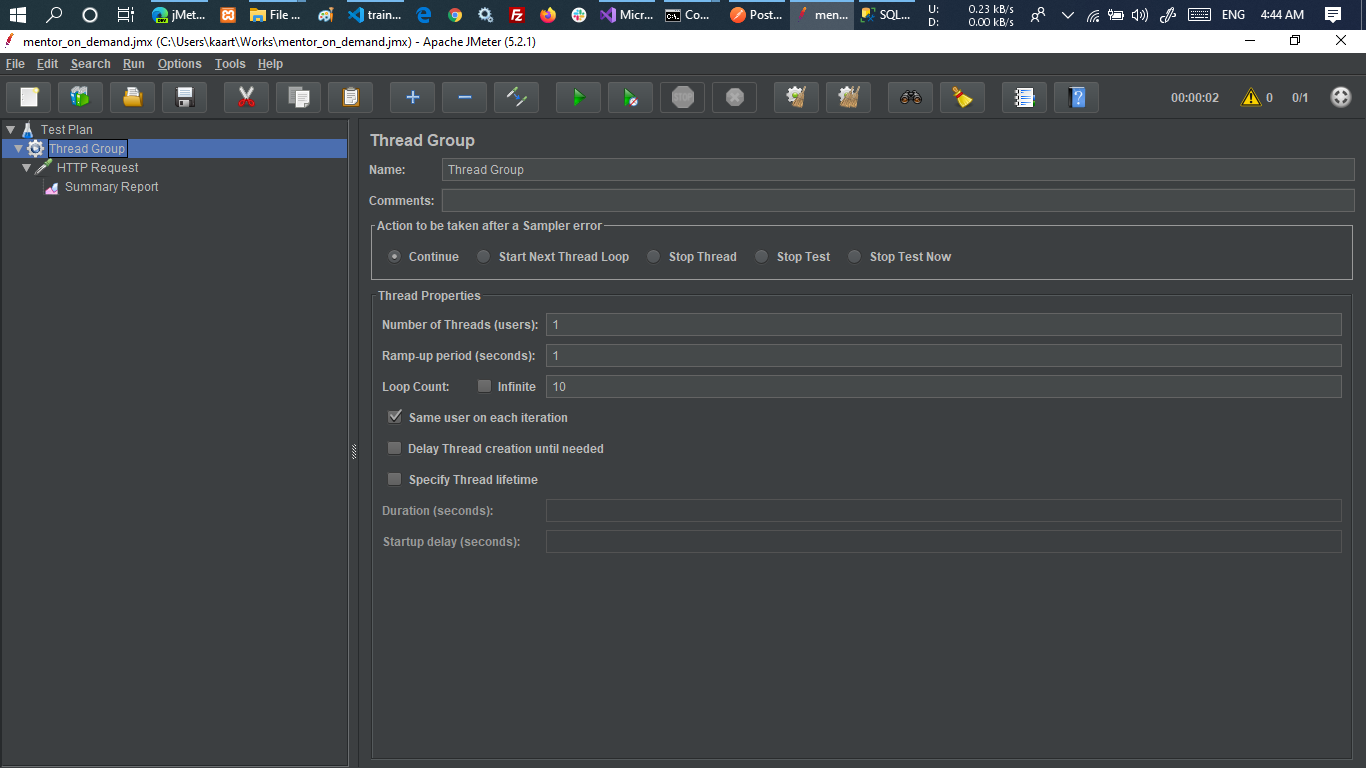 jMet... File ... train... Micr... Co... Post... men... SQL... U: 0.23 kB/s ENG 4:44 AM
D: 0.00 kB/s
mentor_on_demand.jmx (C:\Users\kaart\Works\mentor_on_demand.jmx) - Apache JMeter (5.2.1)
File Edit Search Run Options Tools Help
STOP 00:00:02 0 0/1
Test Plan
Thread Group
HTTP Request
Summary Report
Thread Group
Name: Thread Group
Comments:
Action to be taken after a Sampler error
Continue Start Next Thread Loop Stop Thread Stop Test Stop Test Now
Thread Properties
Number of Threads (users): 1
Ramp-up period (seconds): 1
Loop Count: Infinite 10
Same user on each iteration
Delay Thread creation until needed
Specify Thread lifetime
Duration (seconds):
Startup delay (seconds):